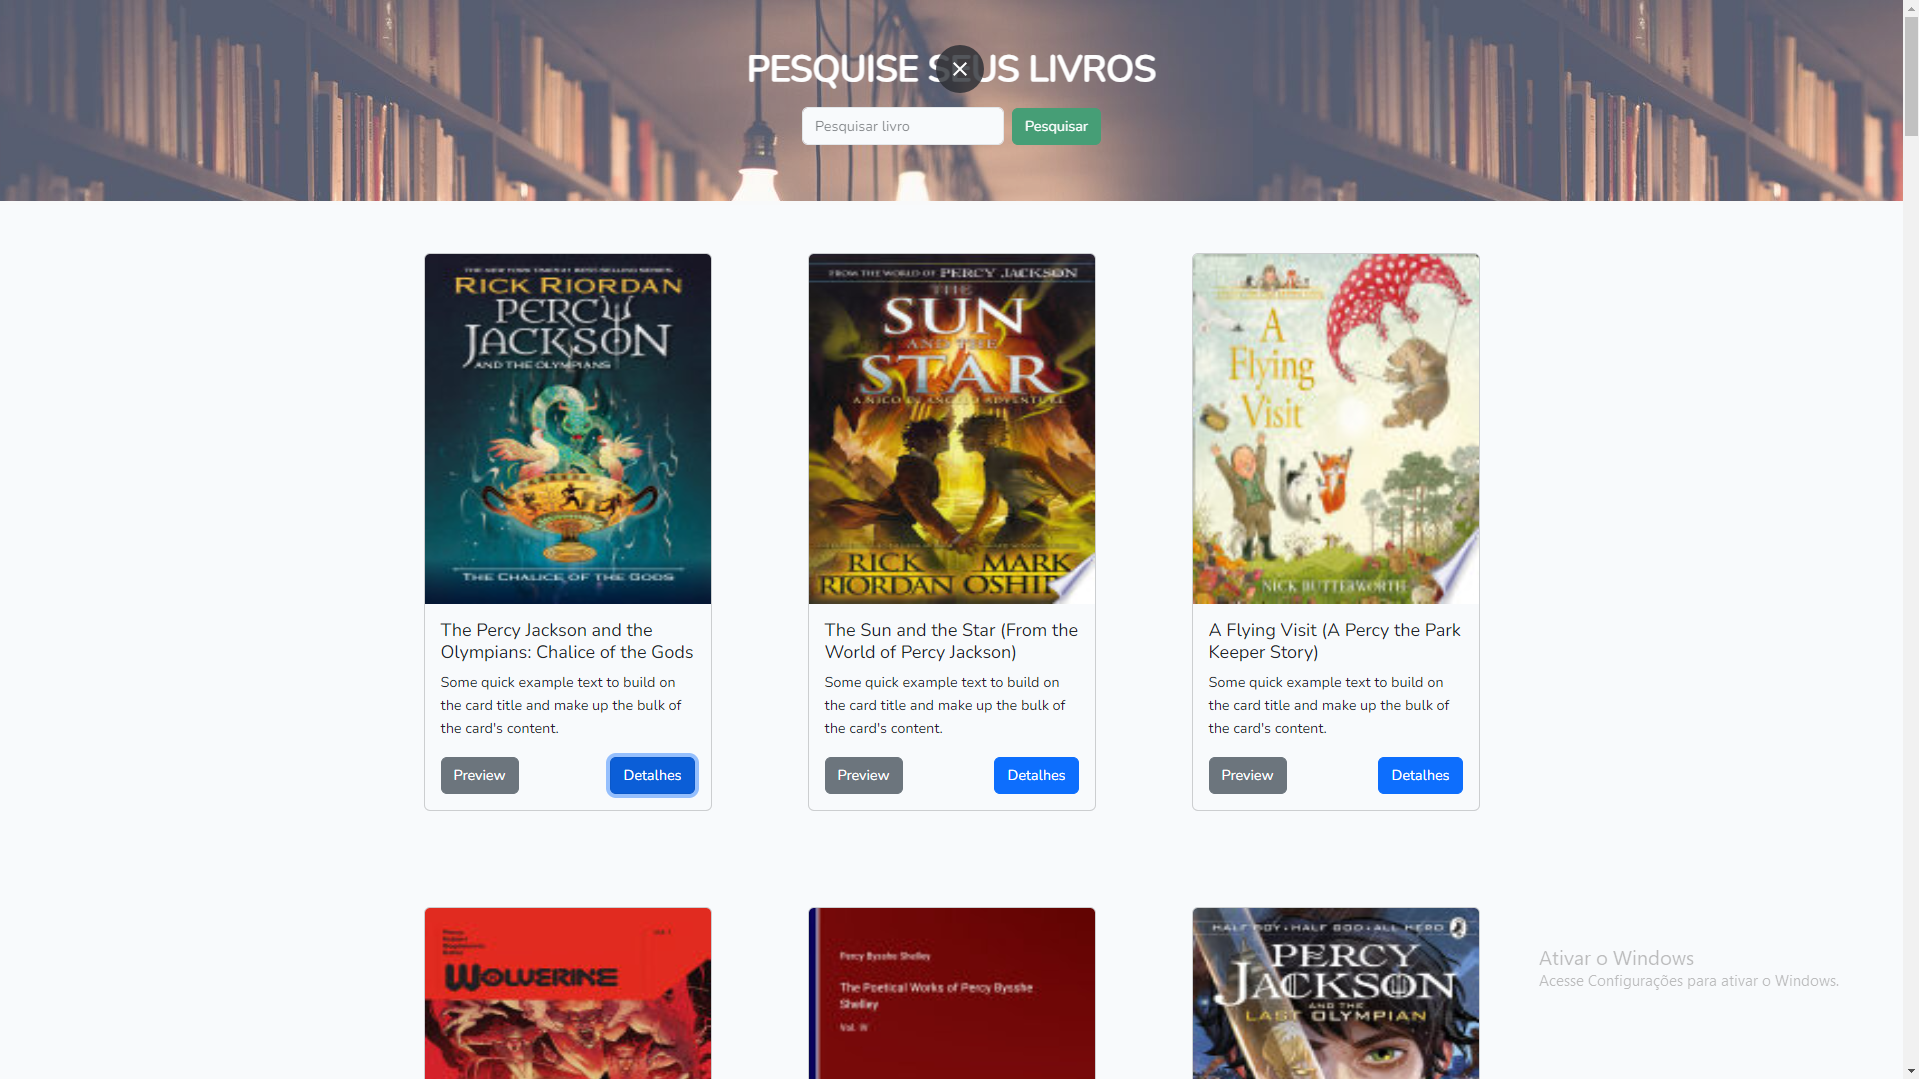 PESQUISE SEUS LIVROS
Pesquisar livro
Pesquisar
THE NEW YORK TIMES #1 BEST-SELLING SERIES
RICK RIORDAN
PERCY
JACKSON
AND THE OLYMPIANS
THE CHALICE OF THE GODS
FROM THE WORLD OF PERCY JACKSON
THE
SUN
AND THE
STAR
A NICO DI ANGELO ADVENTURE
RICK MARK
RIORDAN OSHI
A
Flying
Visit
NICK BUTTERWORTH
The Percy Jackson and the
Olympians: Chalice of the Gods
Some quick example text to build on
the card title and make up the bulk of
the card's content.
Preview
Detalhes
The Sun and the Star (From the
World of Percy Jackson)
Some quick example text to build on
the card title and make up the bulk of
the card's content.
Preview
Detalhes
A Flying Visit (A Percy the Park
Keeper Story)
Some quick example text to build on
the card title and make up the bulk of
the card's content.
Preview
Detalhes
WOLVERINE
Percy Bysshe Shelley
The Poetical Works of Percy Bysshe
Shelley
Vol. IV
HALF BOY · HALF GOD · ALL HERO
PERCY
JACKSON
AND THE
LAST OLYMPIAN
Ativar o Windows
Acesse Configurações para ativar o Windows.